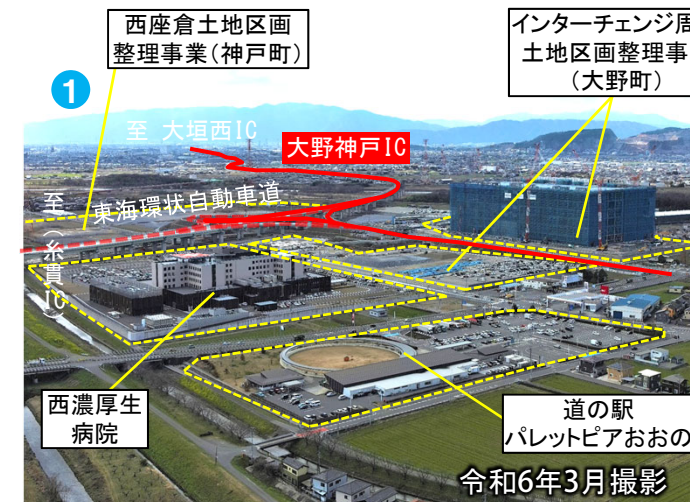 西座倉土地区画
整理事業(神戸町)
インターチェンジ周
土地区画整理事
(大野町)
1
至 大垣西IC
大野神戸IC
東海環状自動車道
至(糸貫IC)
西濃厚生
病院
道の駅
パレットピアおおの
令和6年3月撮影